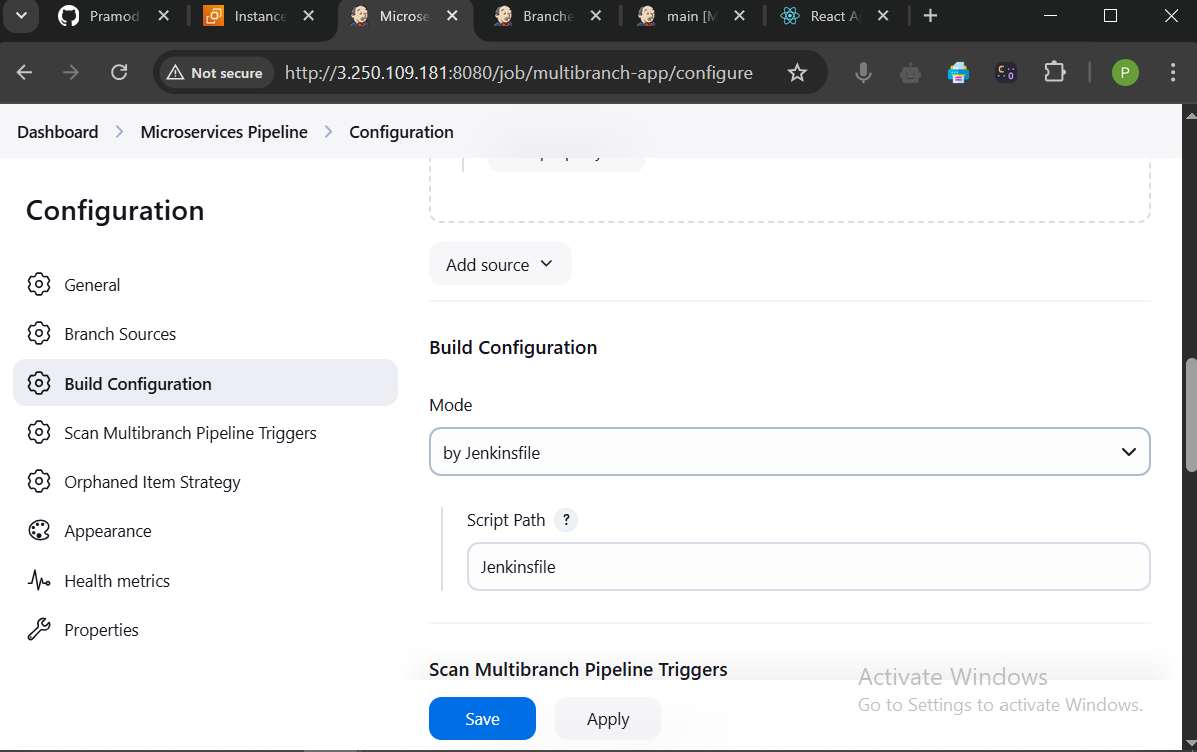 Pramod
Instance
Microse
Branche
main [M
React A
Not secure
http://3.250.109.181:8080/job/multibranch-app/configure
P
Dashboard > Microservices Pipeline > Configuration
Configuration
General
Branch Sources
Build Configuration
Scan Multibranch Pipeline Triggers
Orphaned Item Strategy
Appearance
Health metrics
Properties
Add source
Build Configuration
Mode
by Jenkinsfile
Script Path ?
Jenkinsfile
Scan Multibranch Pipeline Triggers
Save
Apply
Activate Windows
Go to Settings to activate Windows.